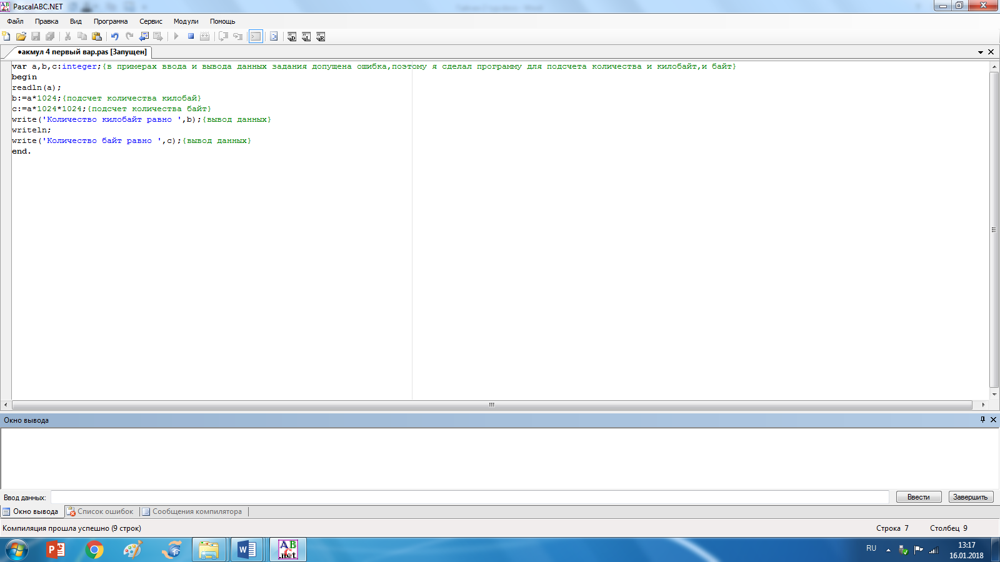 PascalABC.NET
Файл Правка Вид Программа Сервис Модули Помощь
•акмул 4 первый вар.pas [Запущен]
var a,b,c:integer;{в примерах ввода и вывода данных задания допущена ошибка,поэтому я сделал программу для подсчета количества и килобайт,и байт}
begin
readln(a);
b:=a*1024;{подсчет количества килобай}
c:=a*1024*1024;{подсчет количества байт}
write('Количество килобайт равно ',b);{вывод данных}
writeln;
write('Количество байт равно ',c);{вывод данных}
end.
Окно вывода
Ввод данных: Ввести Завершить
Окно вывода Список ошибок Сообщения компилятора
Компиляция прошла успешно (9 строк) Строка 7 Столбец 9
RU 13:17
16.01.2018